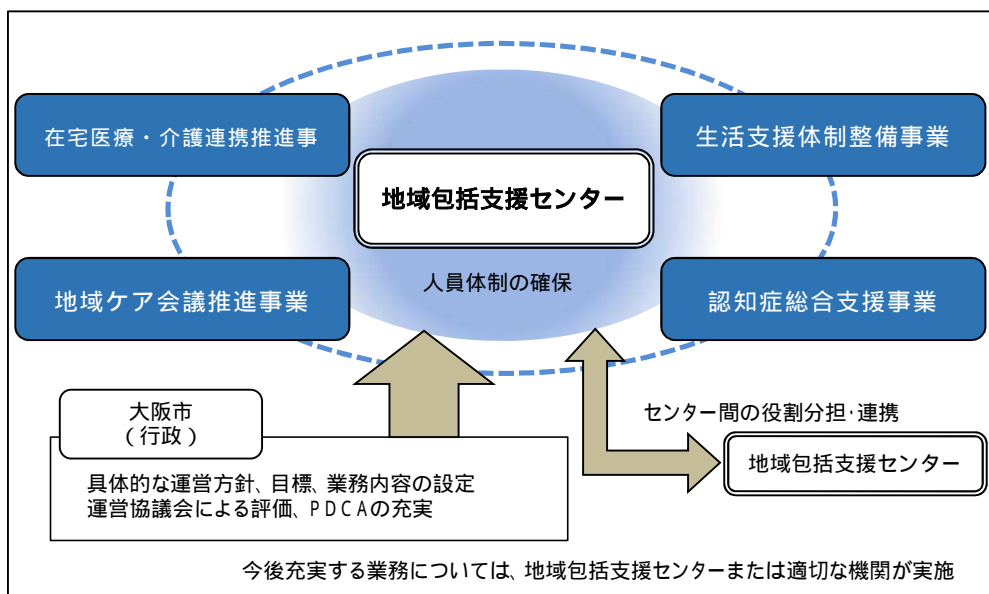 在宅医療・介護連携推進事
生活支援体制整備事業
地域包括支援センター
人員体制の確保
地域ケア会議推進事業
認知症総合支援事業
大阪市
(行政)
センター間の役割分担・連携
地域包括支援センター
具体的な運営方針、目標、業務内容の設定
運営協議会による評価、PDCAの充実
今後充実する業務については、地域包括支援センターまたは適切な機関が実施